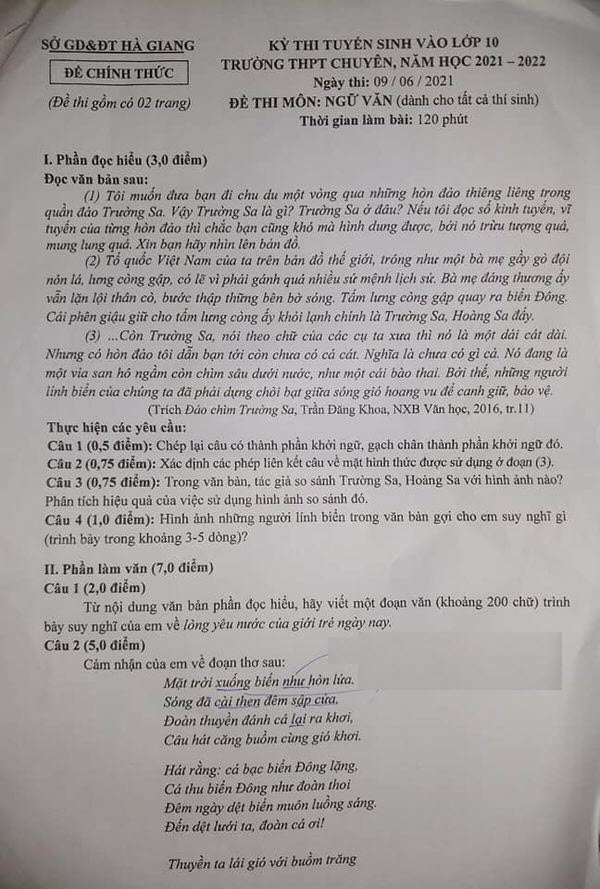 SỞ GD&ĐT HÀ GIANG
ĐỀ CHÍNH THỨC
(Đề thi gồm có 02 trang)
KỲ THI TUYỂN SINH VÀO LỚP 10
TRƯỜNG THPT CHUYÊN, NĂM HỌC 2021 – 2022
Ngày thi: 09 / 06 / 2021
ĐỀ THI MÔN: NGỮ VĂN (dành cho tất cả thí sinh)
Thời gian làm bài: 120 phút
I. Phần đọc hiểu (3,0 điểm)
Đọc văn bản sau:
(1) Tôi muốn đưa bạn đi chu du một vòng qua những hòn đảo thiêng liêng trong
quần đảo Trường Sa. Vậy Trường Sa là gì? Trường Sa ở đâu? Nếu tôi đọc số kinh tuyến, vĩ
tuyến của từng hòn đảo thì chắc bạn cũng khó mà hình dung được, bởi nó trừu tượng quá,
mung lung quá. Xin bạn hãy nhìn lên bản đồ.
(2) Tổ quốc Việt Nam của ta trên bản đồ thế giới, trông như một bà mẹ gầy gò đội
nón lá, lưng còng gập, có lẽ vì phải gánh quá nhiều sứ mệnh lịch sử. Bà mẹ đáng thương ấy
vẫn lặn lội thân cò, bước thập thững bên bờ sóng. Tấm lưng còng gập quay ra biển Đông.
Cái phên giậu giữ cho tấm lưng còng ấy khỏi lạnh chính là Trường Sa, Hoàng Sa đấy.
(3) ...Còn Trường Sa, nói theo chữ của các cụ ta xưa thì nó là một dải cát dài.
Nhưng có hòn đảo tôi dẫn bạn tới còn chưa có cả cát. Nghĩa là chưa có gì cả. Nó đang là
một vỉa san hô ngầm còn chìm sâu dưới nước, như một cái bào thai. Bởi thế, những người
lính biển của chúng ta đã phải dựng chòi bạt giữa sóng gió hoang vu để canh giữ, bảo vệ.
(Trích Đảo chìm Trường Sa, Trần Đăng Khoa, NXB Văn học, 2016, tr.11)
Thực hiện các yêu cầu:
Câu 1 (0,5 điểm): Chép lại câu có thành phần khởi ngữ, gạch chân thành phần khởi ngữ đó.
Câu 2 (0,75 điểm): Xác định các phép liên kết câu về mặt hình thức được sử dụng ở đoạn (3).
Câu 3 (0,75 điểm): Trong văn bản, tác giả so sánh Trường Sa, Hoàng Sa với hình ảnh nào?
Phân tích hiệu quả của việc sử dụng hình ảnh so sánh đó.
Câu 4 (1,0 điểm): Hình ảnh những người lính biển trong văn bản gợi cho em suy nghĩ gì
(trình bày trong khoảng 3-5 dòng)?
II. Phần làm văn (7,0 điểm)
Câu 1 (2,0 điểm)
Từ nội dung văn bản phần đọc hiểu, hãy viết một đoạn văn (khoảng 200 chữ) trình
bày suy nghĩ của em về lòng yêu nước của giới trẻ ngày nay.
Câu 2 (5,0 điểm)
Cảm nhận của em về đoạn thơ sau:
Mặt trời xuống biển như hòn lửa.
Sóng đã cài then đêm sập cửa.
Đoàn thuyền đánh cá lại ra khơi,
Câu hát căng buồm cùng gió khơi.
Hát rằng: cá bạc biển Đông lặng,
Cá thu biển Đông như đoàn thoi
Đêm ngày dệt biển muôn luồng sáng.
Đến dệt lưới ta, đoàn cá ơi!
Thuyền ta lái gió với buồm trăng